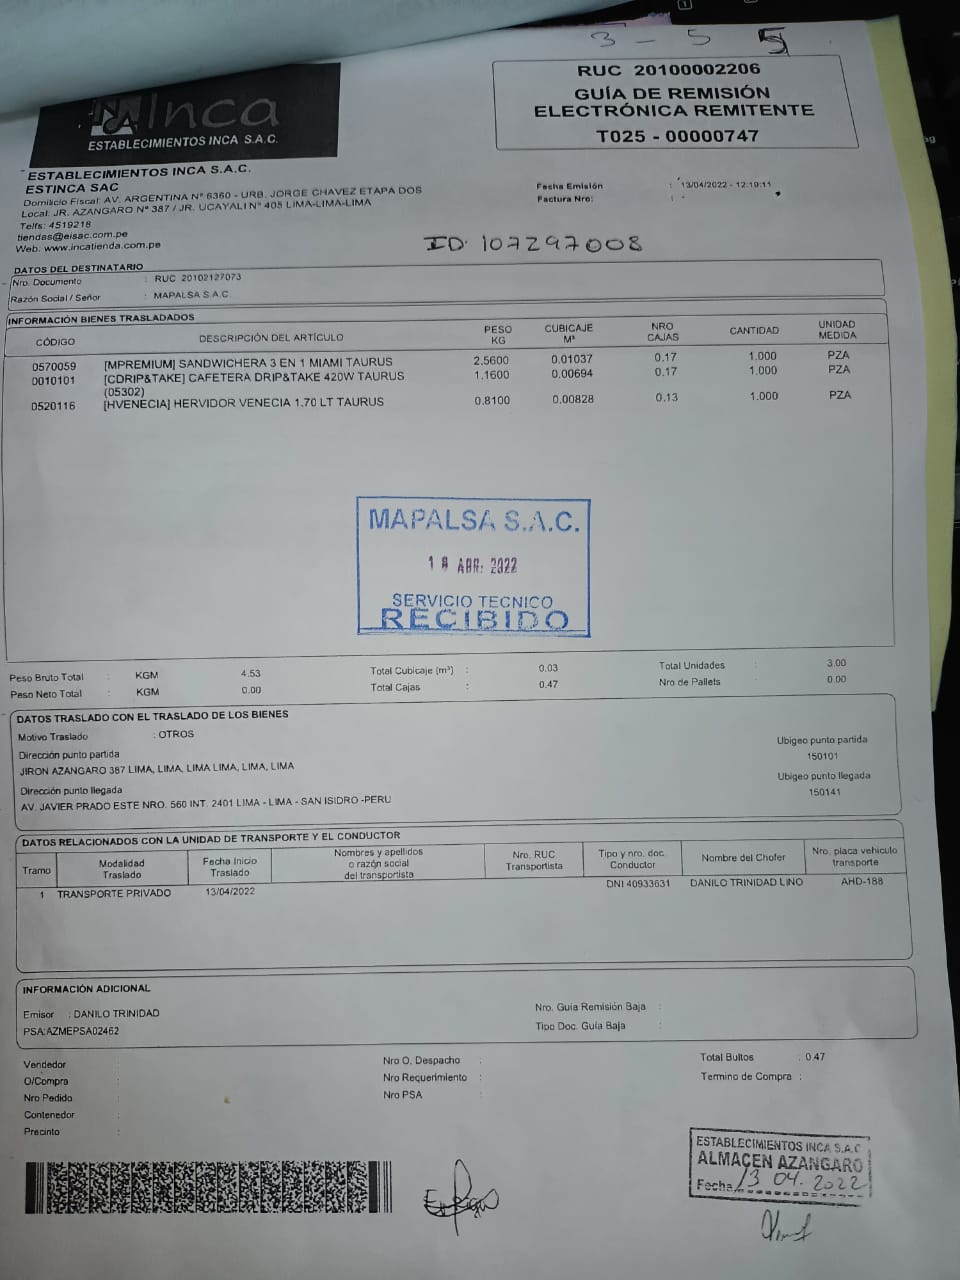 3 - 5 5
Inca
ESTABLECIMIENTOS INCA S.A.C.
RUC 20100002206
GUÍA DE REMISIÓN
ELECTRÓNICA REMITENTE
T025 - 00000747
ESTABLECIMIENTOS INCA S.A.C.
ESTINCA SAC
Domicilio Fiscal: AV. ARGENTINA N° 6360 - URB. JORGE CHAVEZ ETAPA DOS
Local: JR. AZANGARO N° 387 / JR. UCAYALI N° 405 LIMA-LIMA-LIMA
Telfs: 4519218
tiendas@eisac.com.pe
Web: www.incatienda.com.pe
Fecha Emisión : 13/04/2022 - 12:19:11
Factura Nro: : -
ID: 107297008
DATOS DEL DESTINATARIO
Nro. Documento : RUC 20102127073
Razón Social / Señor : MAPALSA S.A.C.
INFORMACIÓN BIENES TRASLADADOS
CÓDIGO DESCRIPCIÓN DEL ARTÍCULO PESO KG CUBICAJE M³ NRO CAJAS CANTIDAD UNIDAD MEDIDA
0570059 [MPREMIUM] SANDWICHERA 3 EN 1 MIAMI TAURUS 2.5600 0.01037 0.17 1.000 PZA
0010101 [CDRIP&TAKE] CAFETERA DRIP&TAKE 420W TAURUS 1.1600 0.00694 0.17 1.000 PZA
(05302)
0520116 [HVENECIA] HERVIDOR VENECIA 1.70 LT TAURUS 0.8100 0.00828 0.13 1.000 PZA
MAPALSA S.A.C.
18 ABR. 2022
SERVICIO TECNICO
RECIBIDO
Peso Bruto Total : KGM 4.53 Total Cubicaje (m³) : 0.03 Total Unidades : 3.00
Peso Neto Total : KGM 0.00 Total Cajas : 0.47 Nro de Pallets : 0.00
DATOS TRASLADO CON EL TRASLADO DE LOS BIENES
Motivo Traslado : OTROS
Dirección punto partida Ubigeo punto partida
JIRON AZANGARO 387 LIMA, LIMA, LIMA LIMA, LIMA, LIMA 150101
Dirección punto llegada Ubigeo punto llegada
AV. JAVIER PRADO ESTE NRO. 560 INT. 2401 LIMA - LIMA - SAN ISIDRO -PERU 150141
DATOS RELACIONADOS CON LA UNIDAD DE TRANSPORTE Y EL CONDUCTOR
Tramo Modalidad Traslado Fecha Inicio Traslado Nombres y apellidos o razón social del transportista Nro. RUC Transportista Tipo y nro. doc. Conductor Nombre del Chofer Nro. placa vehiculo transporte
1 TRANSPORTE PRIVADO 13/04/2022 DNI 40933631 DANILO TRINIDAD LINO AHD-188
INFORMACIÓN ADICIONAL
Emisor : DANILO TRINIDAD Nro. Guía Remisión Baja :
PSA:AZMEPSA02462 Tipo Doc. Guía Baja :
Vendedor : Nro O. Despacho : Total Bultos : 0.47
O/Compra : Nro Requerimiento : Termino de Compra :
Nro Pedido : Nro PSA :
Contenedor :
Precinto :
ESTABLECIMIENTOS INCA S.A.C
ALMACEN AZANGARO
Fecha 13 04. 2022